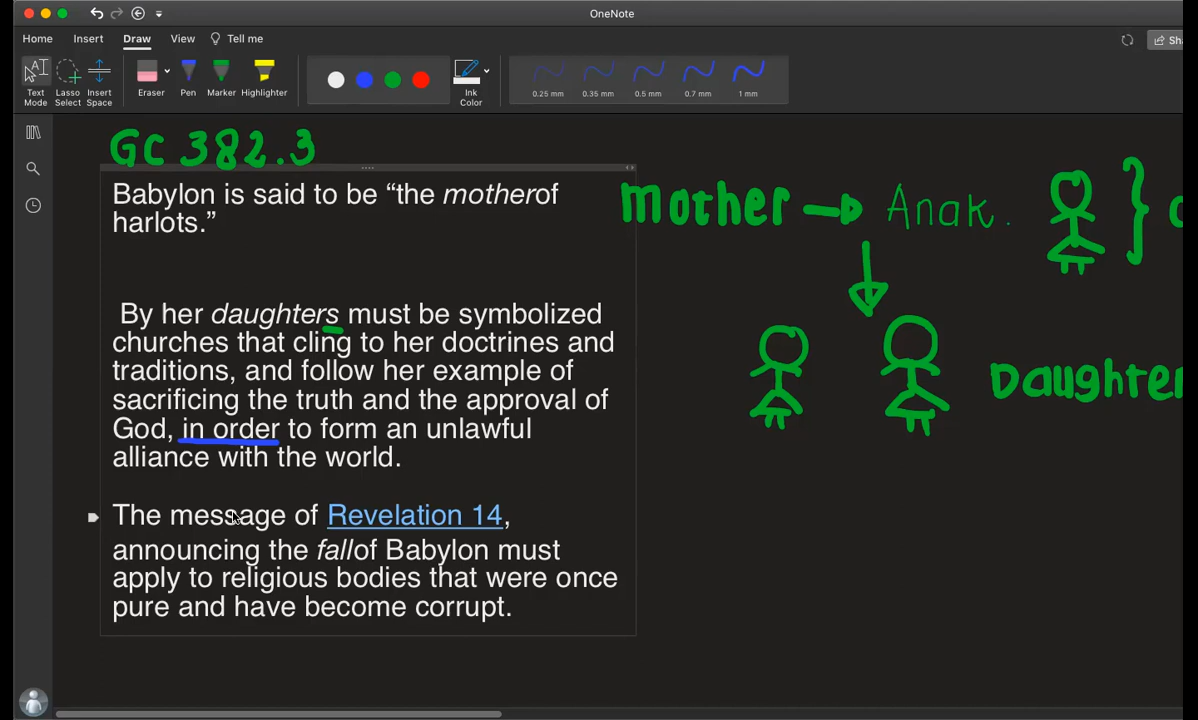 OneNote
Home Insert Draw View Tell me
Sha
Text Mode
Lasso Select
Insert Space
Eraser
Pen
Marker
Highlighter
Ink Color
0.25 mm 0.35 mm 0.5 mm 0.7 mm 1 mm
GC 382.3
Babylon is said to be “the motherof
harlots.”
By her daughters must be symbolized
churches that cling to her doctrines and
traditions, and follow her example of
sacrificing the truth and the approval of
God, in order to form an unlawful
alliance with the world.
The message of Revelation 14,
announcing the fallof Babylon must
apply to religious bodies that were once
pure and have become corrupt.
mother → Anak.
Daughter